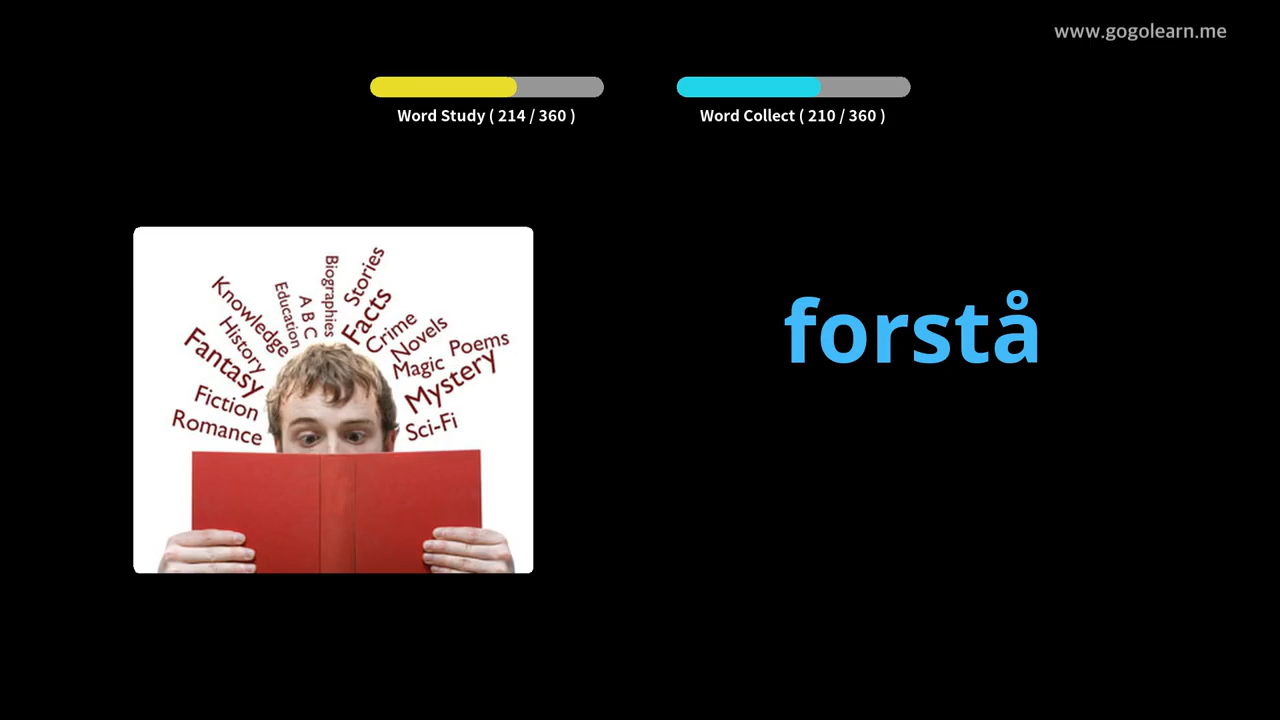 www.gogolearn.me
Word Study ( 214 / 360 )
Word Collect ( 210 / 360 )
forstå
Biographies
Stories
Education
A B C
Facts
Knowledge
Crime
Novels
History
Poems
Fantasy
Magic
Mystery
Fiction
Romance
Sci-Fi